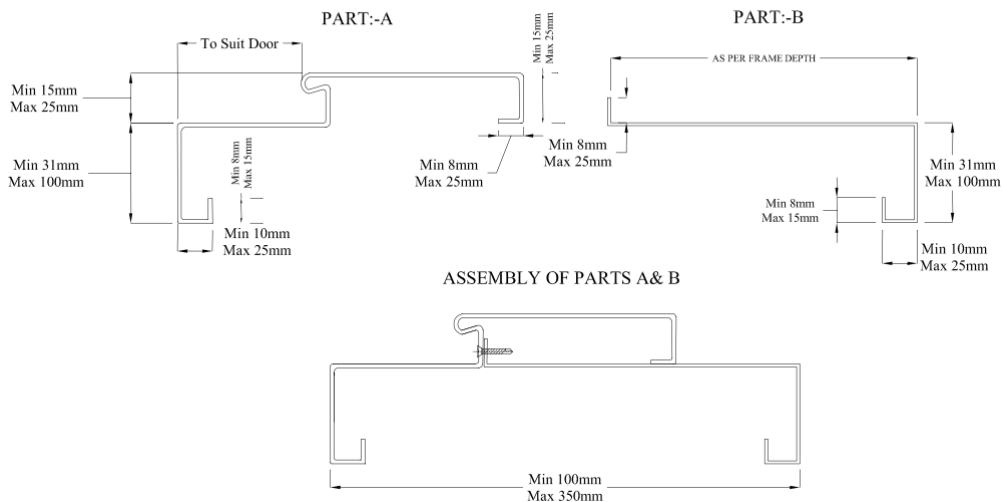 PART:-A
To Suit Door
Min 15mm
Max 25mm
Min 31mm
Max 100mm
Min 8mm
Max 15mm
Min 10mm
Max 25mm
Min 15mm
Max 25mm
Min 8mm
Max 25mm
PART:-B
AS PER FRAME DEPTH
Min 8mm
Max 25mm
Min 31mm
Max 100mm
Min 8mm
Max 15mm
Min 10mm
Max 25mm
ASSEMBLY OF PARTS A& B
Min 100mm
Max 350mm